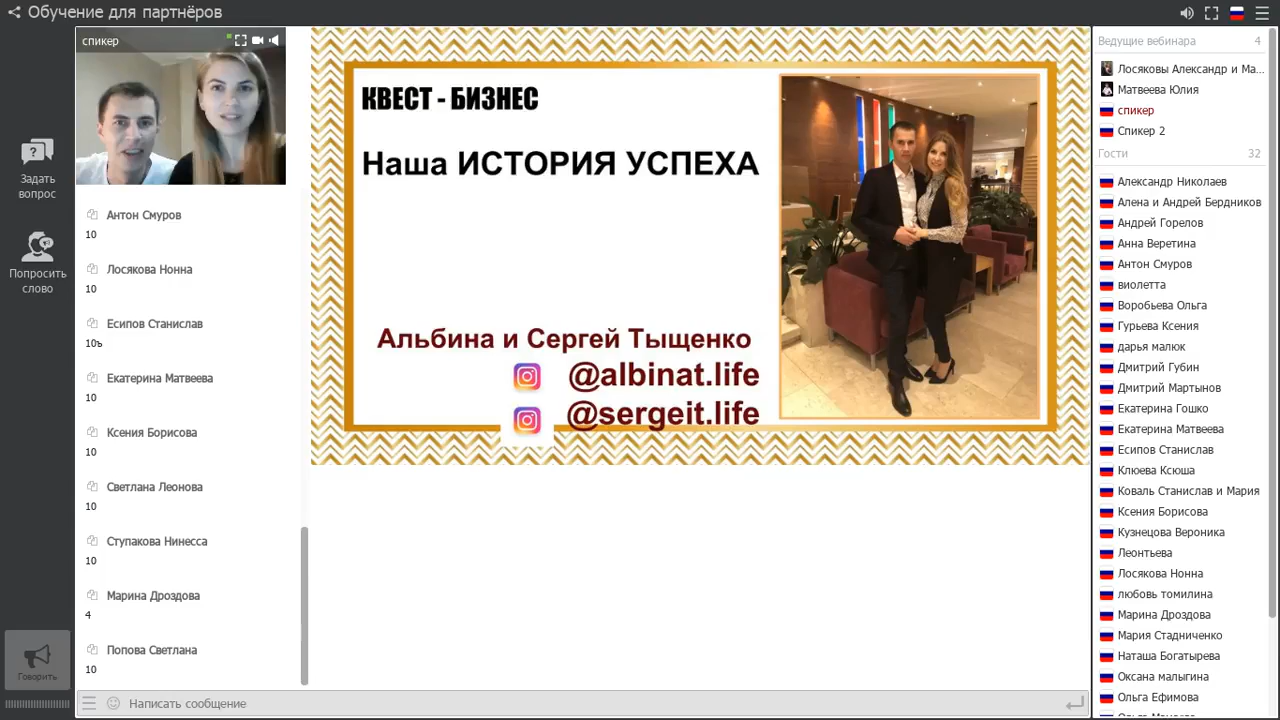 Обучение для партнёров
спикер
Задать
вопрос
Попросить
слово
Говорить
Антон Смуров
10
Лосякова Нонна
10
Есипов Станислав
10ъ
Екатерина Матвеева
10
Ксения Борисова
10
Светлана Леонова
10
Ступакова Нинесса
10
Марина Дроздова
4
Попова Светлана
10
Написать сообщение
КВЕСТ - БИЗНЕС
Наша ИСТОРИЯ УСПЕХА
Альбина и Сергей Тыщенко
@albinat.life
@sergeit.life
Ведущие вебинара 4
Лосяковы Александр и Ма...
Матвеева Юлия
спикер
Спикер 2
Гости 32
Александр Николаев
Алена и Андрей Бердников
Андрей Горелов
Анна Веретина
Антон Смуров
виолетта
Воробьева Ольга
Гурьева Ксения
дарья малюк
Дмитрий Губин
Дмитрий Мартынов
Екатерина Гошко
Екатерина Матвеева
Есипов Станислав
Клюева Ксюша
Коваль Станислав и Мария
Ксения Борисова
Кузнецова Вероника
Леонтьева
Лосякова Нонна
любовь томилина
Марина Дроздова
Мария Стадниченко
Наташа Богатырева
Оксана малыгина
Ольга Ефимова